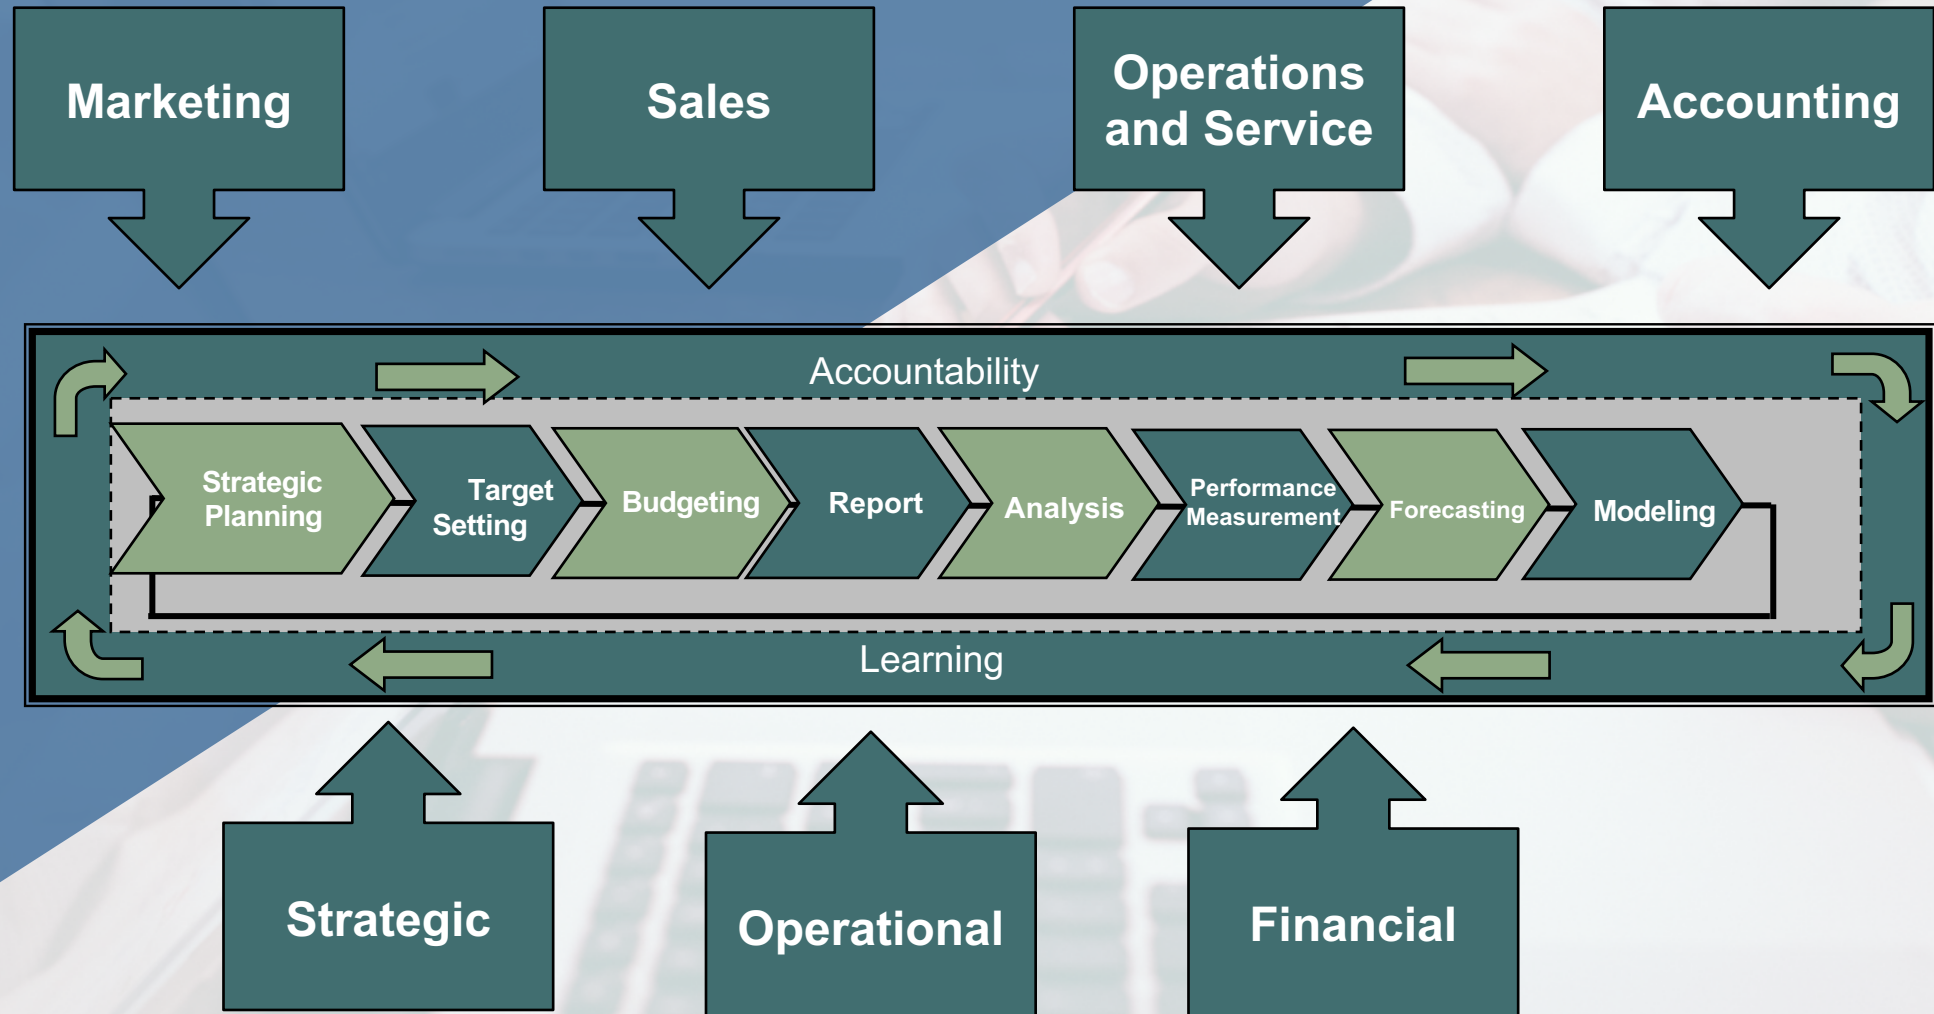 Marketing
Sales
Operations
and Service
Accounting
Accountability
Strategic
Planning
Target
Setting
Budgeting
Report
Analysis
Performance
Measurement
Forecasting
Modeling
Learning
Strategic
Operational
Financial